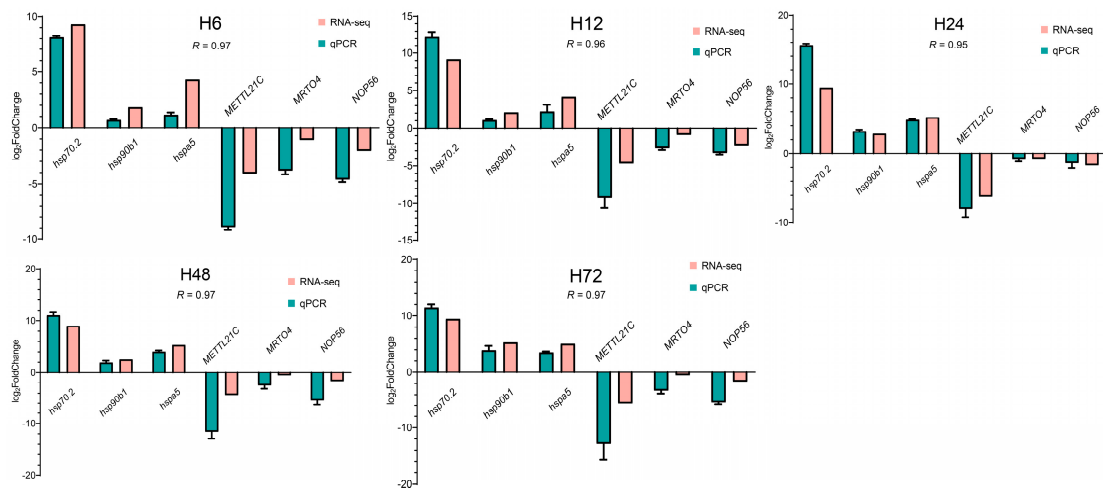 H6
R = 0.97
RNA-seq
qPCR
log2FoldChange
10
5
0
-5
-10
hsp70.2
hsp90b1
hspa5
METTL21C
MRTO4
NOP56
H12
R = 0.96
RNA-seq
qPCR
log2FoldChange
15
10
5
0
-5
-10
-15
hsp70.2
hsp90b1
hspa5
METTL21C
MRTO4
NOP56
H24
R = 0.95
RNA-seq
qPCR
log2FoldChange
20
10
0
-10
hsp70.2
hsp90b1
hspa5
METTL21C
MRTO4
NOP56
H48
R = 0.97
RNA-seq
qPCR
log2FoldChange
20
10
0
-10
-20
hsp70.2
hsp90b1
hspa5
METTL21C
MRTO4
NOP56
H72
R = 0.97
RNA-seq
qPCR
log2FoldChange
20
10
0
-10
-20
hsp70.2
hsp90b1
hspa5
METTL21C
MRTO4
NOP56